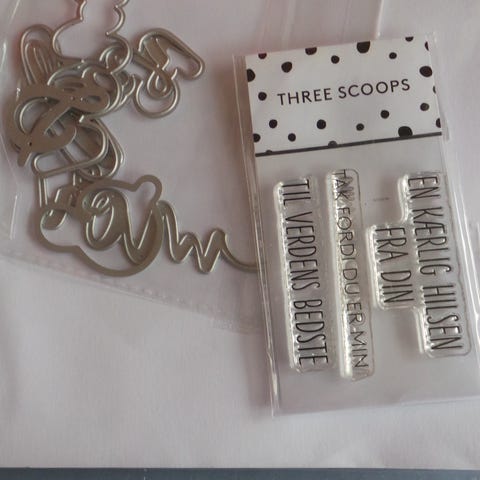 THREE SCOOPS
TIL VERDENS BEDSTE
TAK FORDI DU ER MIN
EN KÆRLIG HILSEN
FRA DIN